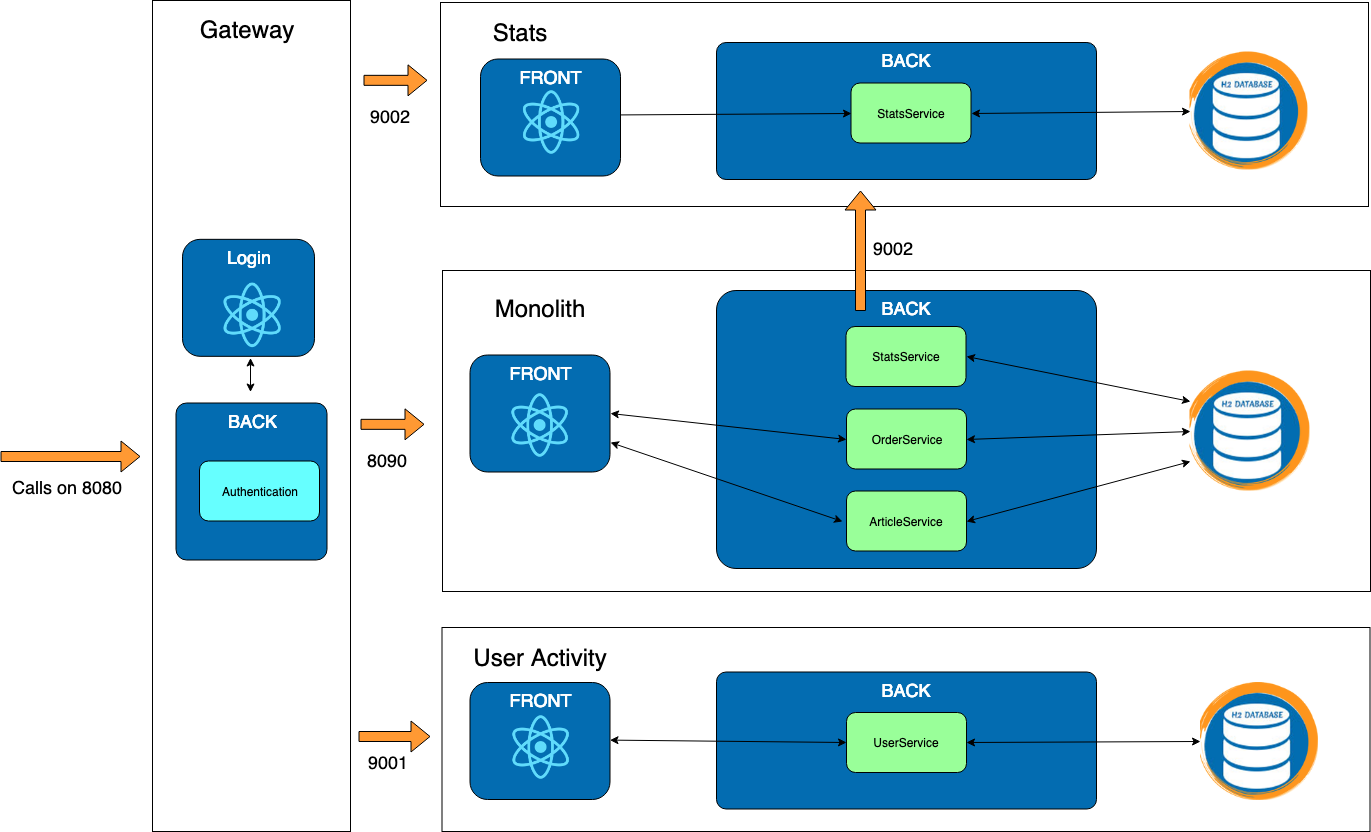 Gateway
Login
BACK
Authentication
Calls on 8080
9002
8090
9001
Stats
FRONT
BACK
StatsService
H2 DATABASE
9002
Monolith
FRONT
BACK
StatsService
OrderService
ArticleService
H2 DATABASE
User Activity
FRONT
BACK
UserService
H2 DATABASE